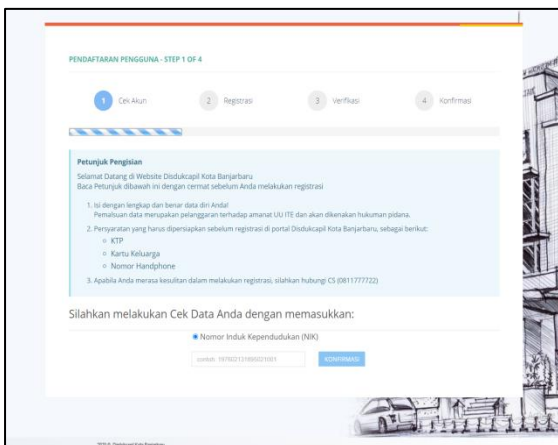 PENDAFTARAN PENGGUNA - STEP 1 OF 4
1 Cek Akun 2 Registrasi 3 Verifikasi 4 Konfirmasi
Petunjuk Pengisian
Selamat Datang di Website Disdukcapil Kota Banjarbaru
Baca Petunjuk dibawah ini dengan cermat sebelum Anda melakukan registrasi
1. Isi dengan lengkap dan benar data diri Anda!
Pemalsuan data merupakan pelanggaran terhadap amanat UU ITE dan akan dikenakan hukuman pidana.
2. Persyaratan yang harus dipersiapkan sebelum registrasi di portal Disdukcapil Kota Banjarbaru, sebagai berikut:
KTP
Kartu Keluarga
Nomor Handphone
3. Apabila Anda merasa kesulitan dalam melakukan registrasi, silahkan hubungi CS (0811777722)
Silahkan melakukan Cek Data Anda dengan memasukkan:
Nomor Induk Kependudukan (NIK)
contoh: KONFIRMASI